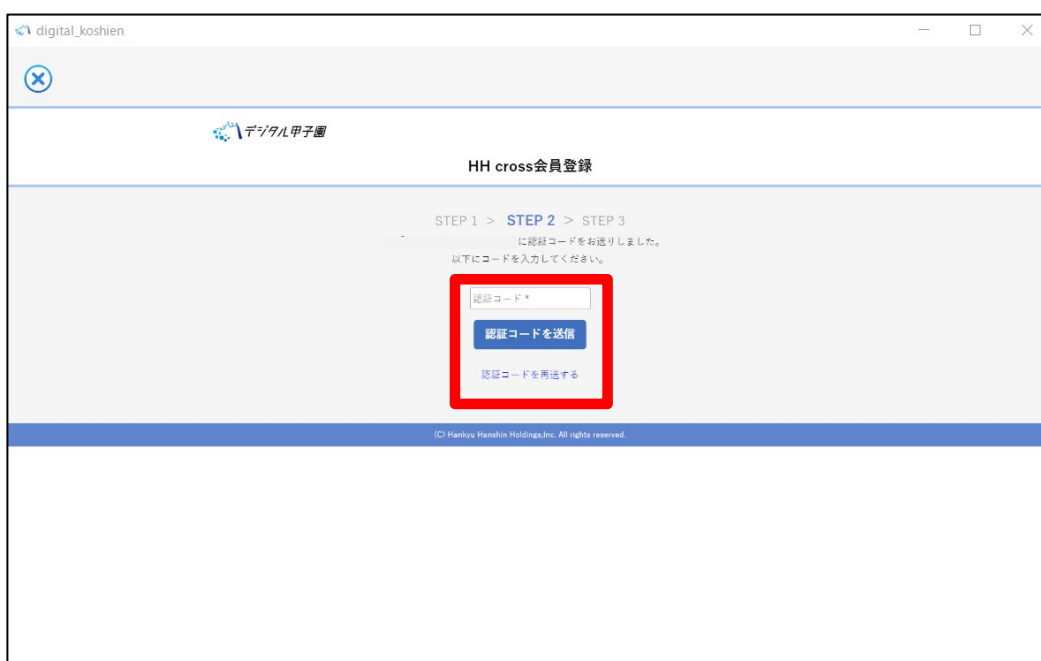 digital_koshien
デジタル甲子園
HH cross会員登録
STEP 1 > STEP 2 > STEP 3
に認証コードをお送りしました。
以下にコードを入力してください。
認証コード *
認証コードを送信
認証コードを再送する
(C) Hankyu Hanshin Holdings,Inc. All rights reserved.